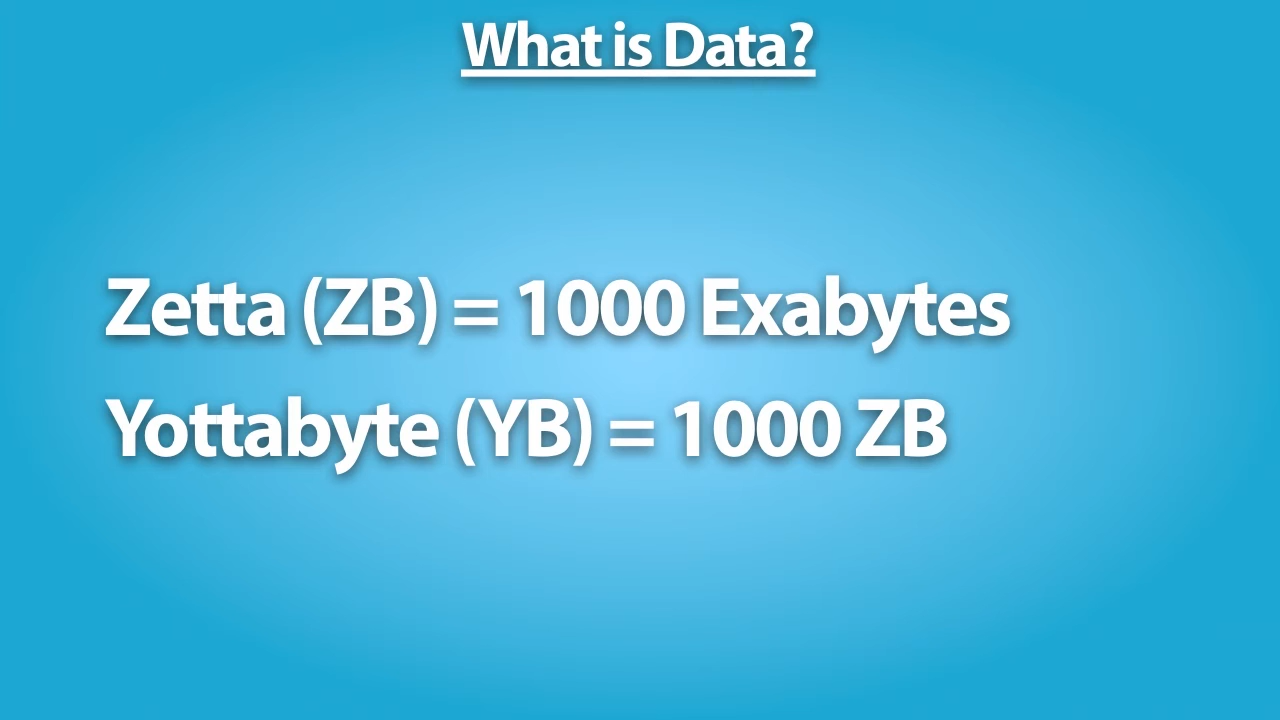 What is Data?
Zetta (ZB) = 1000 Exabytes
Yottabyte (YB) = 1000 ZB